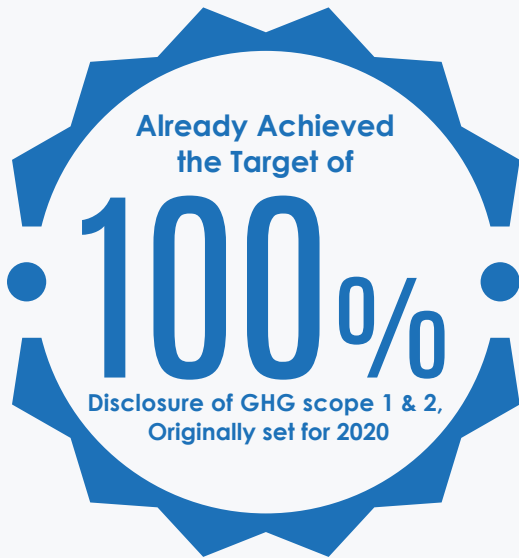 Already Achieved
the Target of
100%
Disclosure of GHG scope 1 & 2,
Originally set for 2020